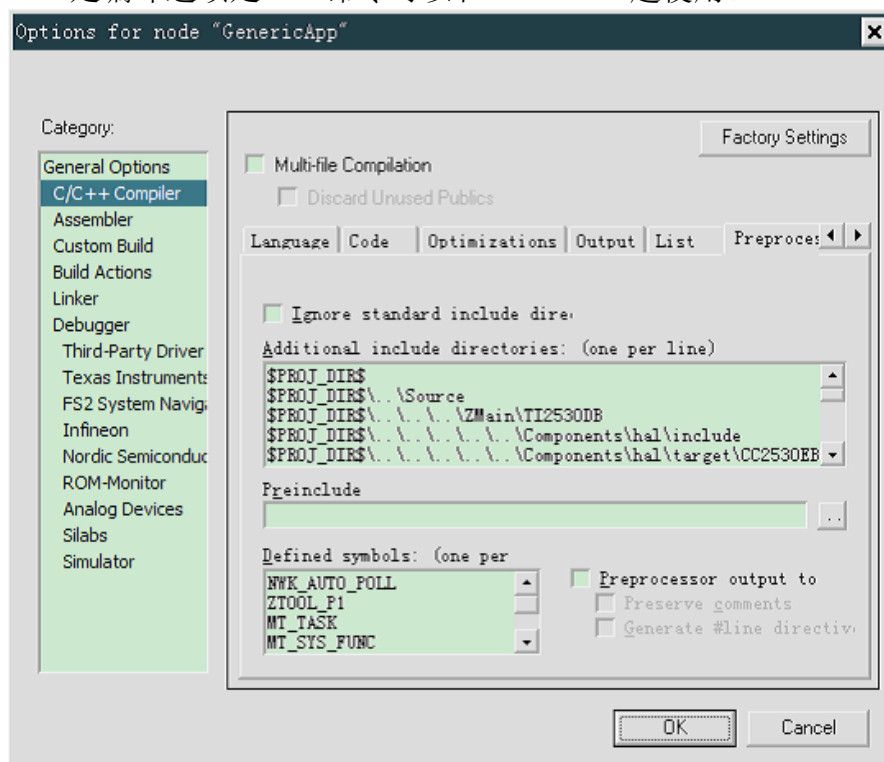 Options for node "GenericApp"
Category:
Factory Settings
General Options
C/C++ Compiler
Assembler
Custom Build
Build Actions
Linker
Debugger
Third-Party Driver
Texas Instruments
FS2 System Naviga
Infineon
Nordic Semiconduc
ROM-Monitor
Analog Devices
Silabs
Simulator
Multi-file Compilation
Discard Unused Publics
Language Code Optimizations Output List Preproces
Ignore standard include dire
Additional include directories: (one per line)
$PROJ_DIR$
$PROJ_DIR$\..\Source
$PROJ_DIR$\..\..\..\ZMain\TI2530DB
$PROJ_DIR$\..\..\..\..\..\Components\hal\include
$PROJ_DIR$\..\..\..\..\..\Components\hal\target\CC2530EB
Preinclude
..
Defined symbols: (one per
NWK_AUTO_POLL
ZTOOL_P1
MT_TASK
MT_SYS_FUNC
Preprocessor output to
Preserve comments
Generate #line directiv
OK Cancel